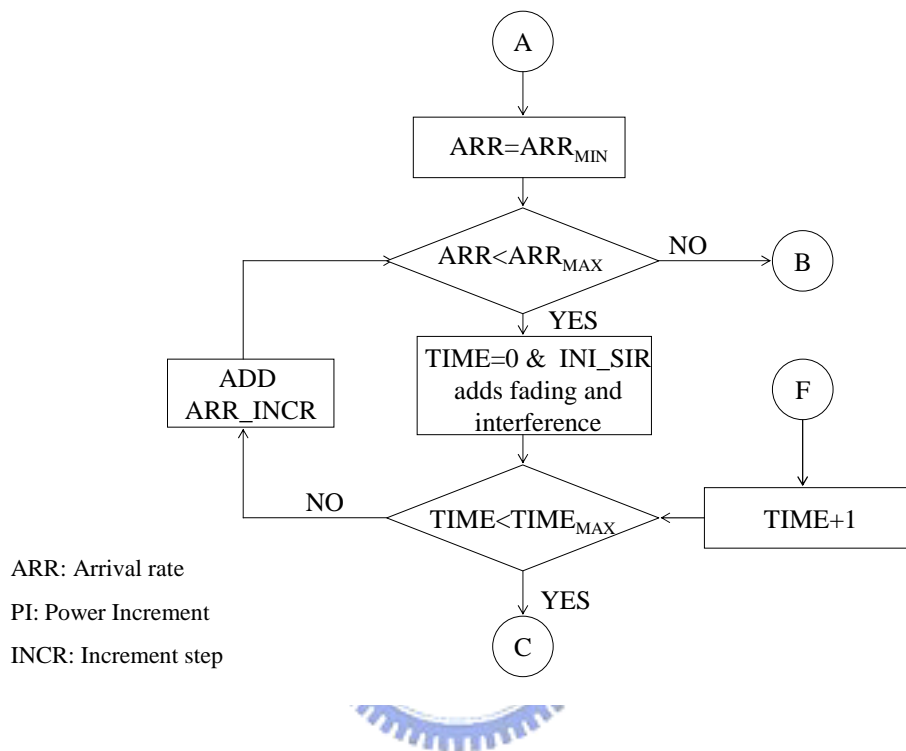 A
ARR=ARR_MIN
ARR<ARR_MAX
NO
B
YES
TIME=0 & INI_SIR
adds fading and
interference
ADD
ARR_INCR
F
NO
TIME<TIME_MAX
TIME+1
YES
C
ARR: Arrival rate
PI: Power Increment
INCR: Increment step